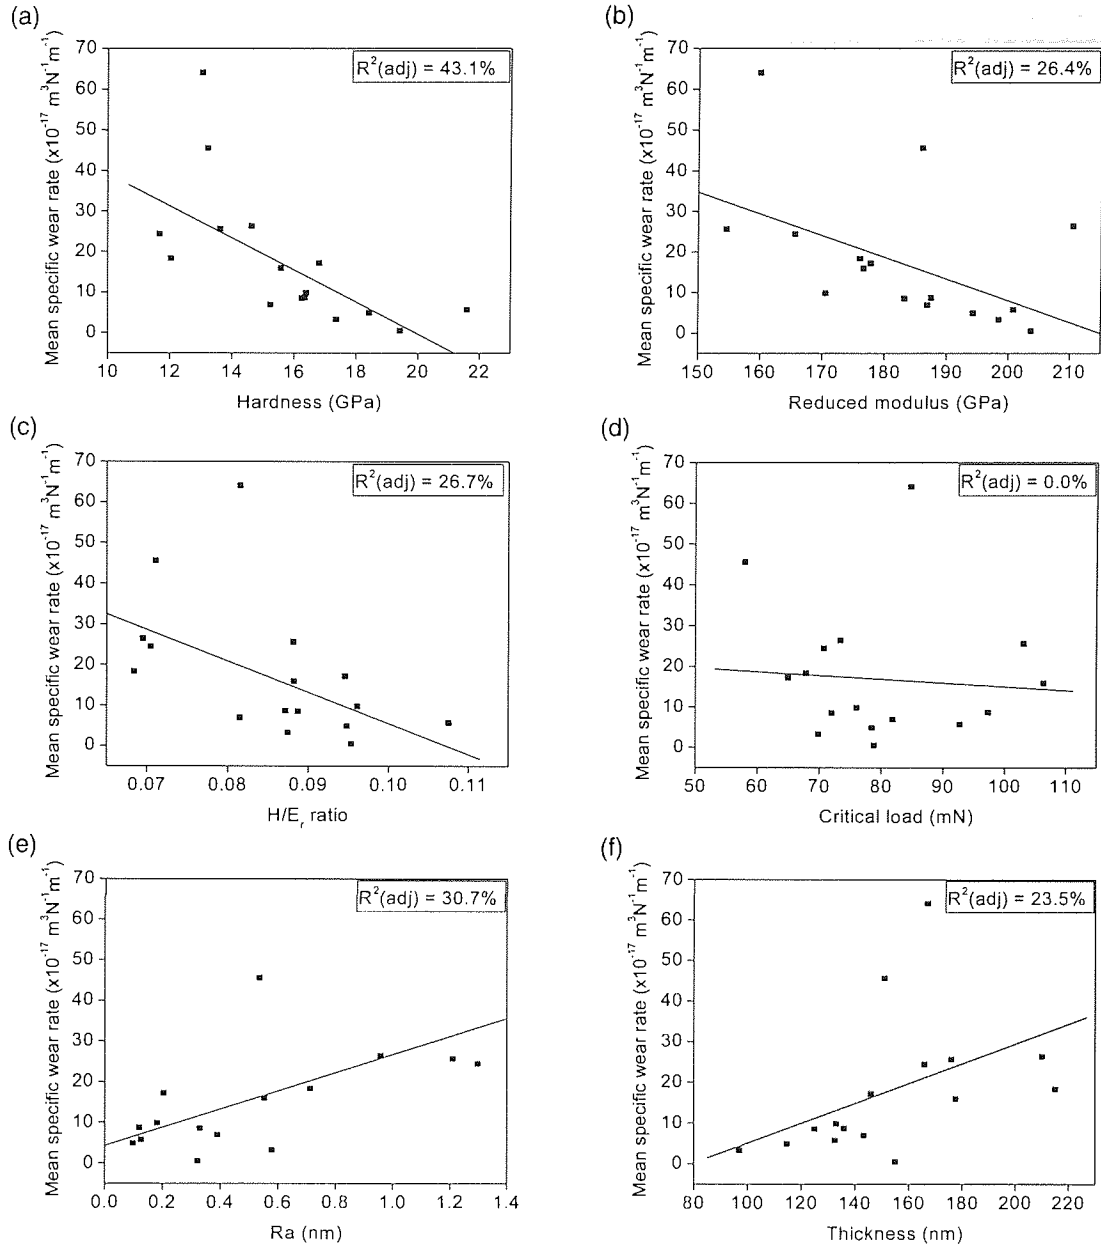 (a)
R²(adj) = 43.1%
Mean specific wear rate (x10⁻¹⁷ m³N⁻¹m⁻¹)
70
60
50
40
30
20
10
0
10 12 14 16 18 20 22
Hardness (GPa)
(b)
R²(adj) = 26.4%
Mean specific wear rate (x10⁻¹⁷ m³N⁻¹m⁻¹)
70
60
50
40
30
20
10
0
150 160 170 180 190 200 210
Reduced modulus (GPa)
(c)
R²(adj) = 26.7%
Mean specific wear rate (x10⁻¹⁷ m³N⁻¹m⁻¹)
70
60
50
40
30
20
10
0
0.07 0.08 0.09 0.10 0.11
H/Eᵣ ratio
(d)
R²(adj) = 0.0%
Mean specific wear rate (x10⁻¹⁷ m³N⁻¹m⁻¹)
70
60
50
40
30
20
10
0
50 60 70 80 90 100 110
Critical load (mN)
(e)
R²(adj) = 30.7%
Mean specific wear rate (x10⁻¹⁷ m³N⁻¹m⁻¹)
70
60
50
40
30
20
10
0
0.0 0.2 0.4 0.6 0.8 1.0 1.2 1.4
Ra (nm)
(f)
R²(adj) = 23.5%
Mean specific wear rate (x10⁻¹⁷ m³N⁻¹m⁻¹)
70
60
50
40
30
20
10
0
80 100 120 140 160 180 200 220
Thickness (nm)